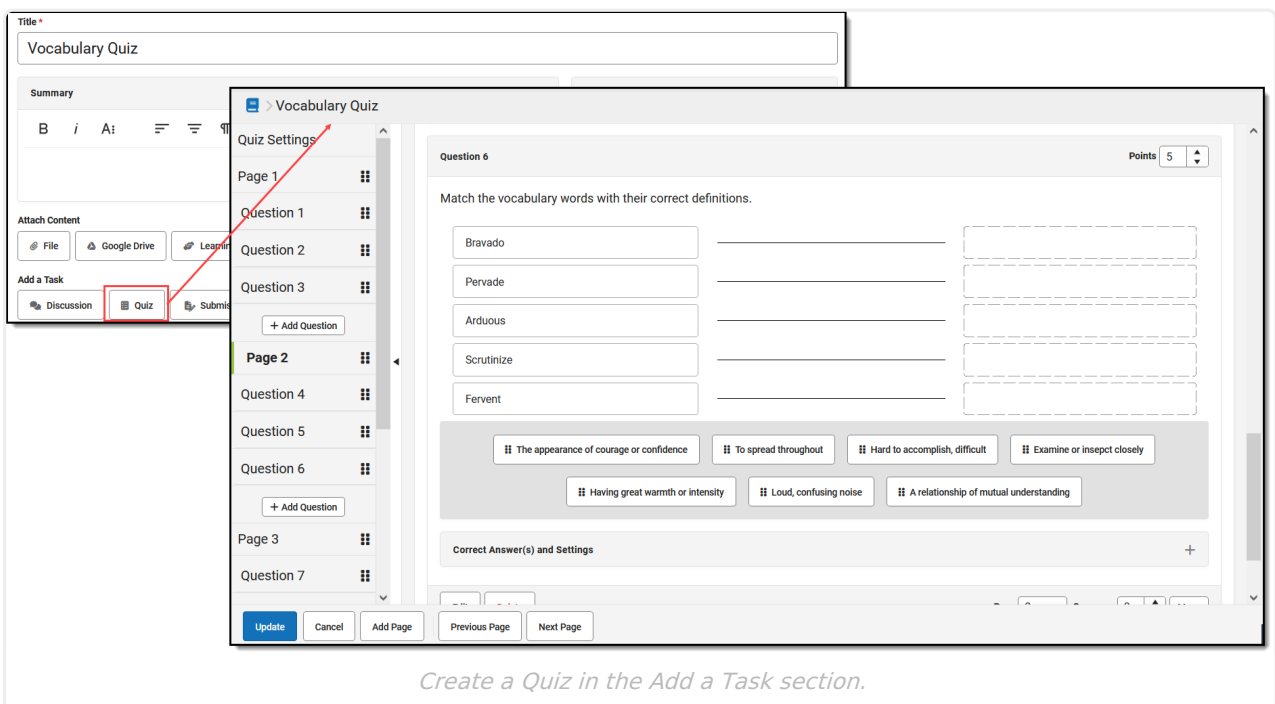 Title *
Vocabulary Quiz
Summary
B i A
Attach Content
File Google Drive
Add a Task
Discussion Quiz
Vocabulary Quiz
Quiz Settings
Page 1
Question 1
Question 2
Question 3
+ Add Question
Page 2
Question 4
Question 5
Question 6
+ Add Question
Page 3
Question 7
Question 6 Points 5
Match the vocabulary words with their correct definitions.
Bravado
Pervade
Arduous
Scrutinize
Fervent
The appearance of courage or confidence To spread throughout Hard to accomplish, difficult Examine or insepct closely
Having great warmth or intensity Loud, confusing noise A relationship of mutual understanding
Correct Answer(s) and Settings +
Update Cancel Add Page Previous Page Next Page
Create a Quiz in the Add a Task section.